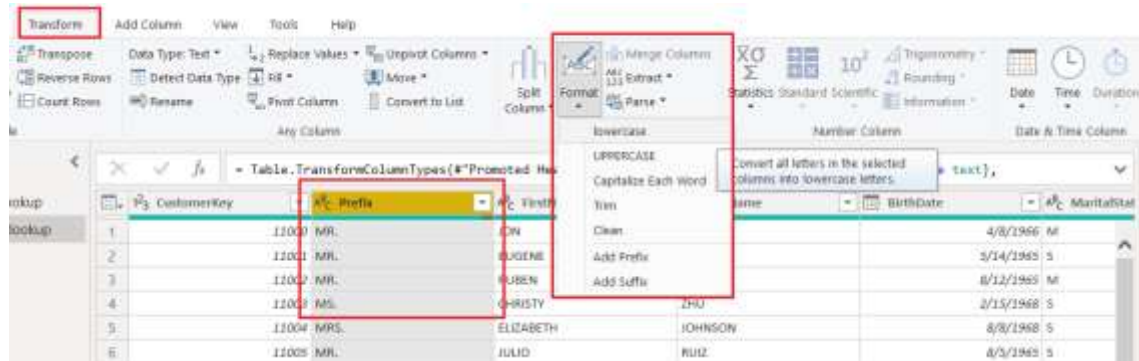 Transform Add Column View Tools Help
Transpose Data Type: Text Replace Values Unpivot Columns Merge Columns Trigonometry
Reverse Rows Detect Data Type Fill Move Split Column Format Extract Statistics Standard Scientific Rounding Date Time Duration
Count Rows Rename Pivot Column Convert to List Parse Information
Any Column Number Column Date & Time Column
lowercase
UPPERCASE
Capitalize Each Word
Trim
Clean
Add Prefix
Add Suffix
Convert all letters in the selected
columns into lowercase letters.
= Table.TransformColumnTypes(#"Promoted text},
CustomerKey Prefix BirthDate
1 11000 MR. 4/8/1966 M
2 11001 MR. EUGENE 5/14/1965 S
3 11002 MR. RUBEN 8/12/1965 M
4 11003 MS. CHRISTY ZHU 2/15/1968 S
5 11004 MRS. ELIZABETH JOHNSON 8/8/1968 S
6 11005 MR. JULIO RUIZ 8/5/1965 S